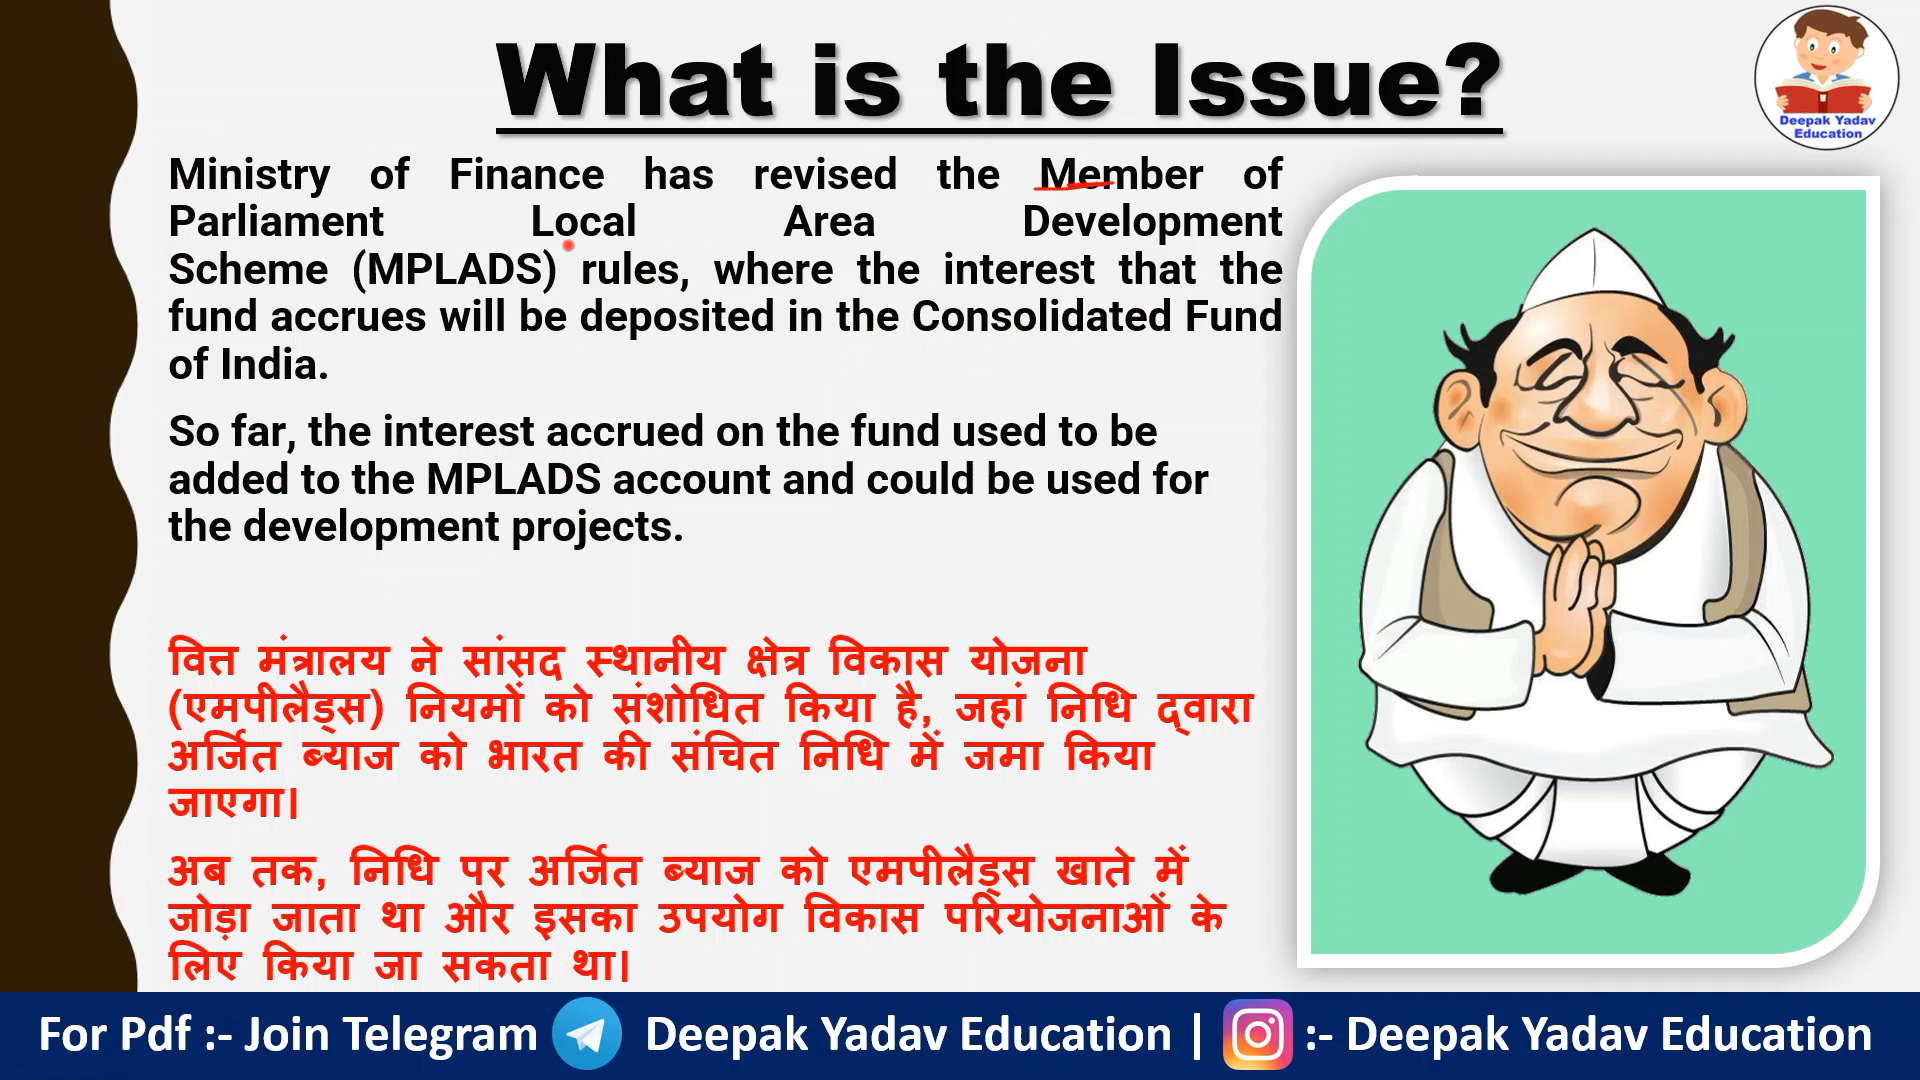 What is the Issue?
Deepak Yadav
Education
Ministry of Finance has revised the Member of
Parliament Local Area Development
Scheme (MPLADS) rules, where the interest that the
fund accrues will be deposited in the Consolidated Fund
of India.
So far, the interest accrued on the fund used to be
added to the MPLADS account and could be used for
the development projects.
वित्त मंत्रालय ने सांसद स्थानीय क्षेत्र विकास योजना
(एमपीलैड्स) नियमों को संशोधित किया है, जहां निधि द्वारा
अर्जित ब्याज को भारत की संचित निधि में जमा किया
जाएगा।
अब तक, निधि पर अर्जित ब्याज को एमपीलैड्स खाते में
जोड़ा जाता था और इसका उपयोग विकास परियोजनाओं के
लिए किया जा सकता था।
For Pdf :- Join Telegram Deepak Yadav Education | :- Deepak Yadav Education